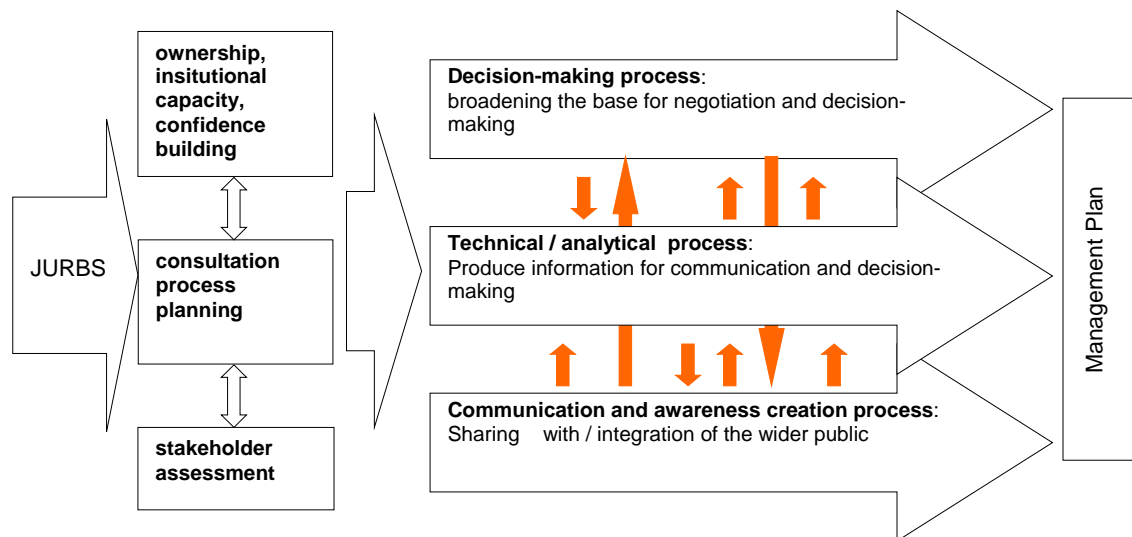 JURBS
ownership,
insitutional
capacity,
confidence
building
consultation
process
planning
stakeholder
assessment
Decision-making process:
broadening the base for negotiation and decision-
making
Technical / analytical process:
Produce information for communication and decision-
making
Communication and awareness creation process:
Sharing with / integration of the wider public
Management Plan